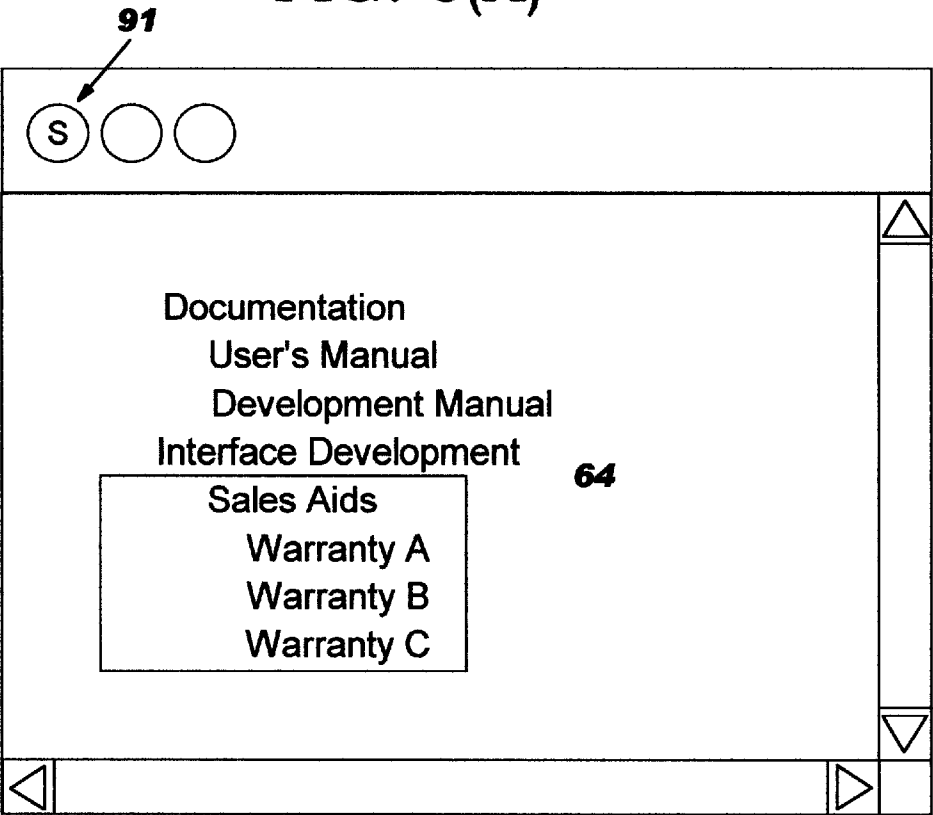 91
S
Documentation
User's Manual
Development Manual
Interface Development
64
Sales Aids
Warranty A
Warranty B
Warranty C